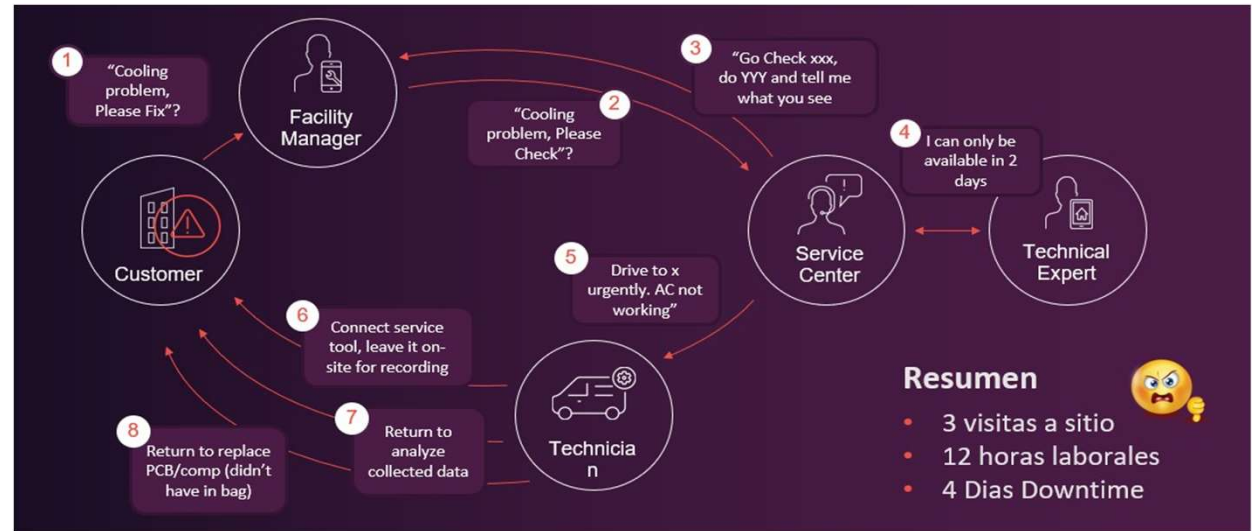 1
"Cooling
problem,
Please Fix"?
Facility
Manager
2
"Cooling
problem, Please
Check"?
3
"Go Check xxx,
do YYY and tell me
what you see
4
I can only be
available in 2
days
Customer
Service
Center
Technical
Expert
5
Drive to x
urgently. AC not
working"
6
Connect service
tool, leave it on-
site for recording
7
Return to
analyze
collected data
8
Return to replace
PCB/comp (didn't
have in bag)
Technicia
n
Resumen
• 3 visitas a sitio
• 12 horas laborales
• 4 Dias Downtime